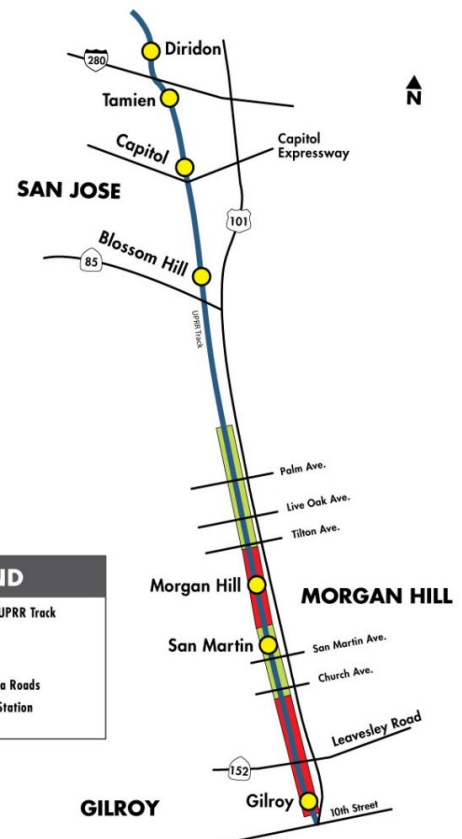 Diridon
280
Tamien
N
Capitol
Capitol
Expressway
SAN JOSE
101
Blossom Hill
85
UPRR Track
Palm Ave.
Live Oak Ave.
Tilton Ave.
ND
UPRR Track
Morgan Hill
MORGAN HILL
San Martin
San Martin Ave.
Church Ave.
a Roads
Station
Leavesley Road
152
Gilroy
GILROY
10th Street